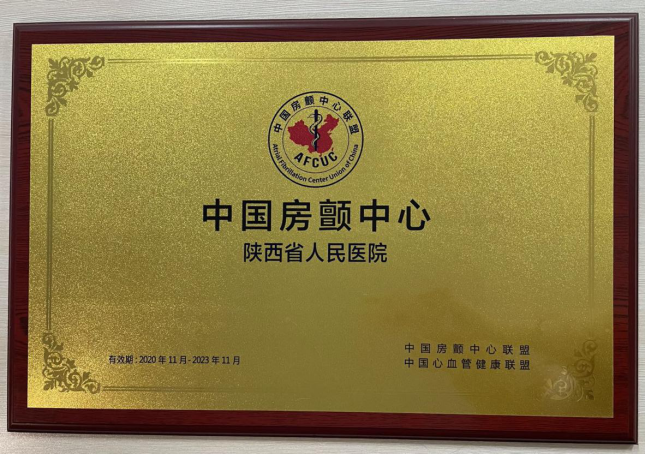 中国房颤中心联盟
AFCUC
Atrial Fibrillation Center Union of China
中国房颤中心
陕西省人民医院
有效期：2020年11月-2023年11月
中国房颤中心联盟
中国心血管健康联盟